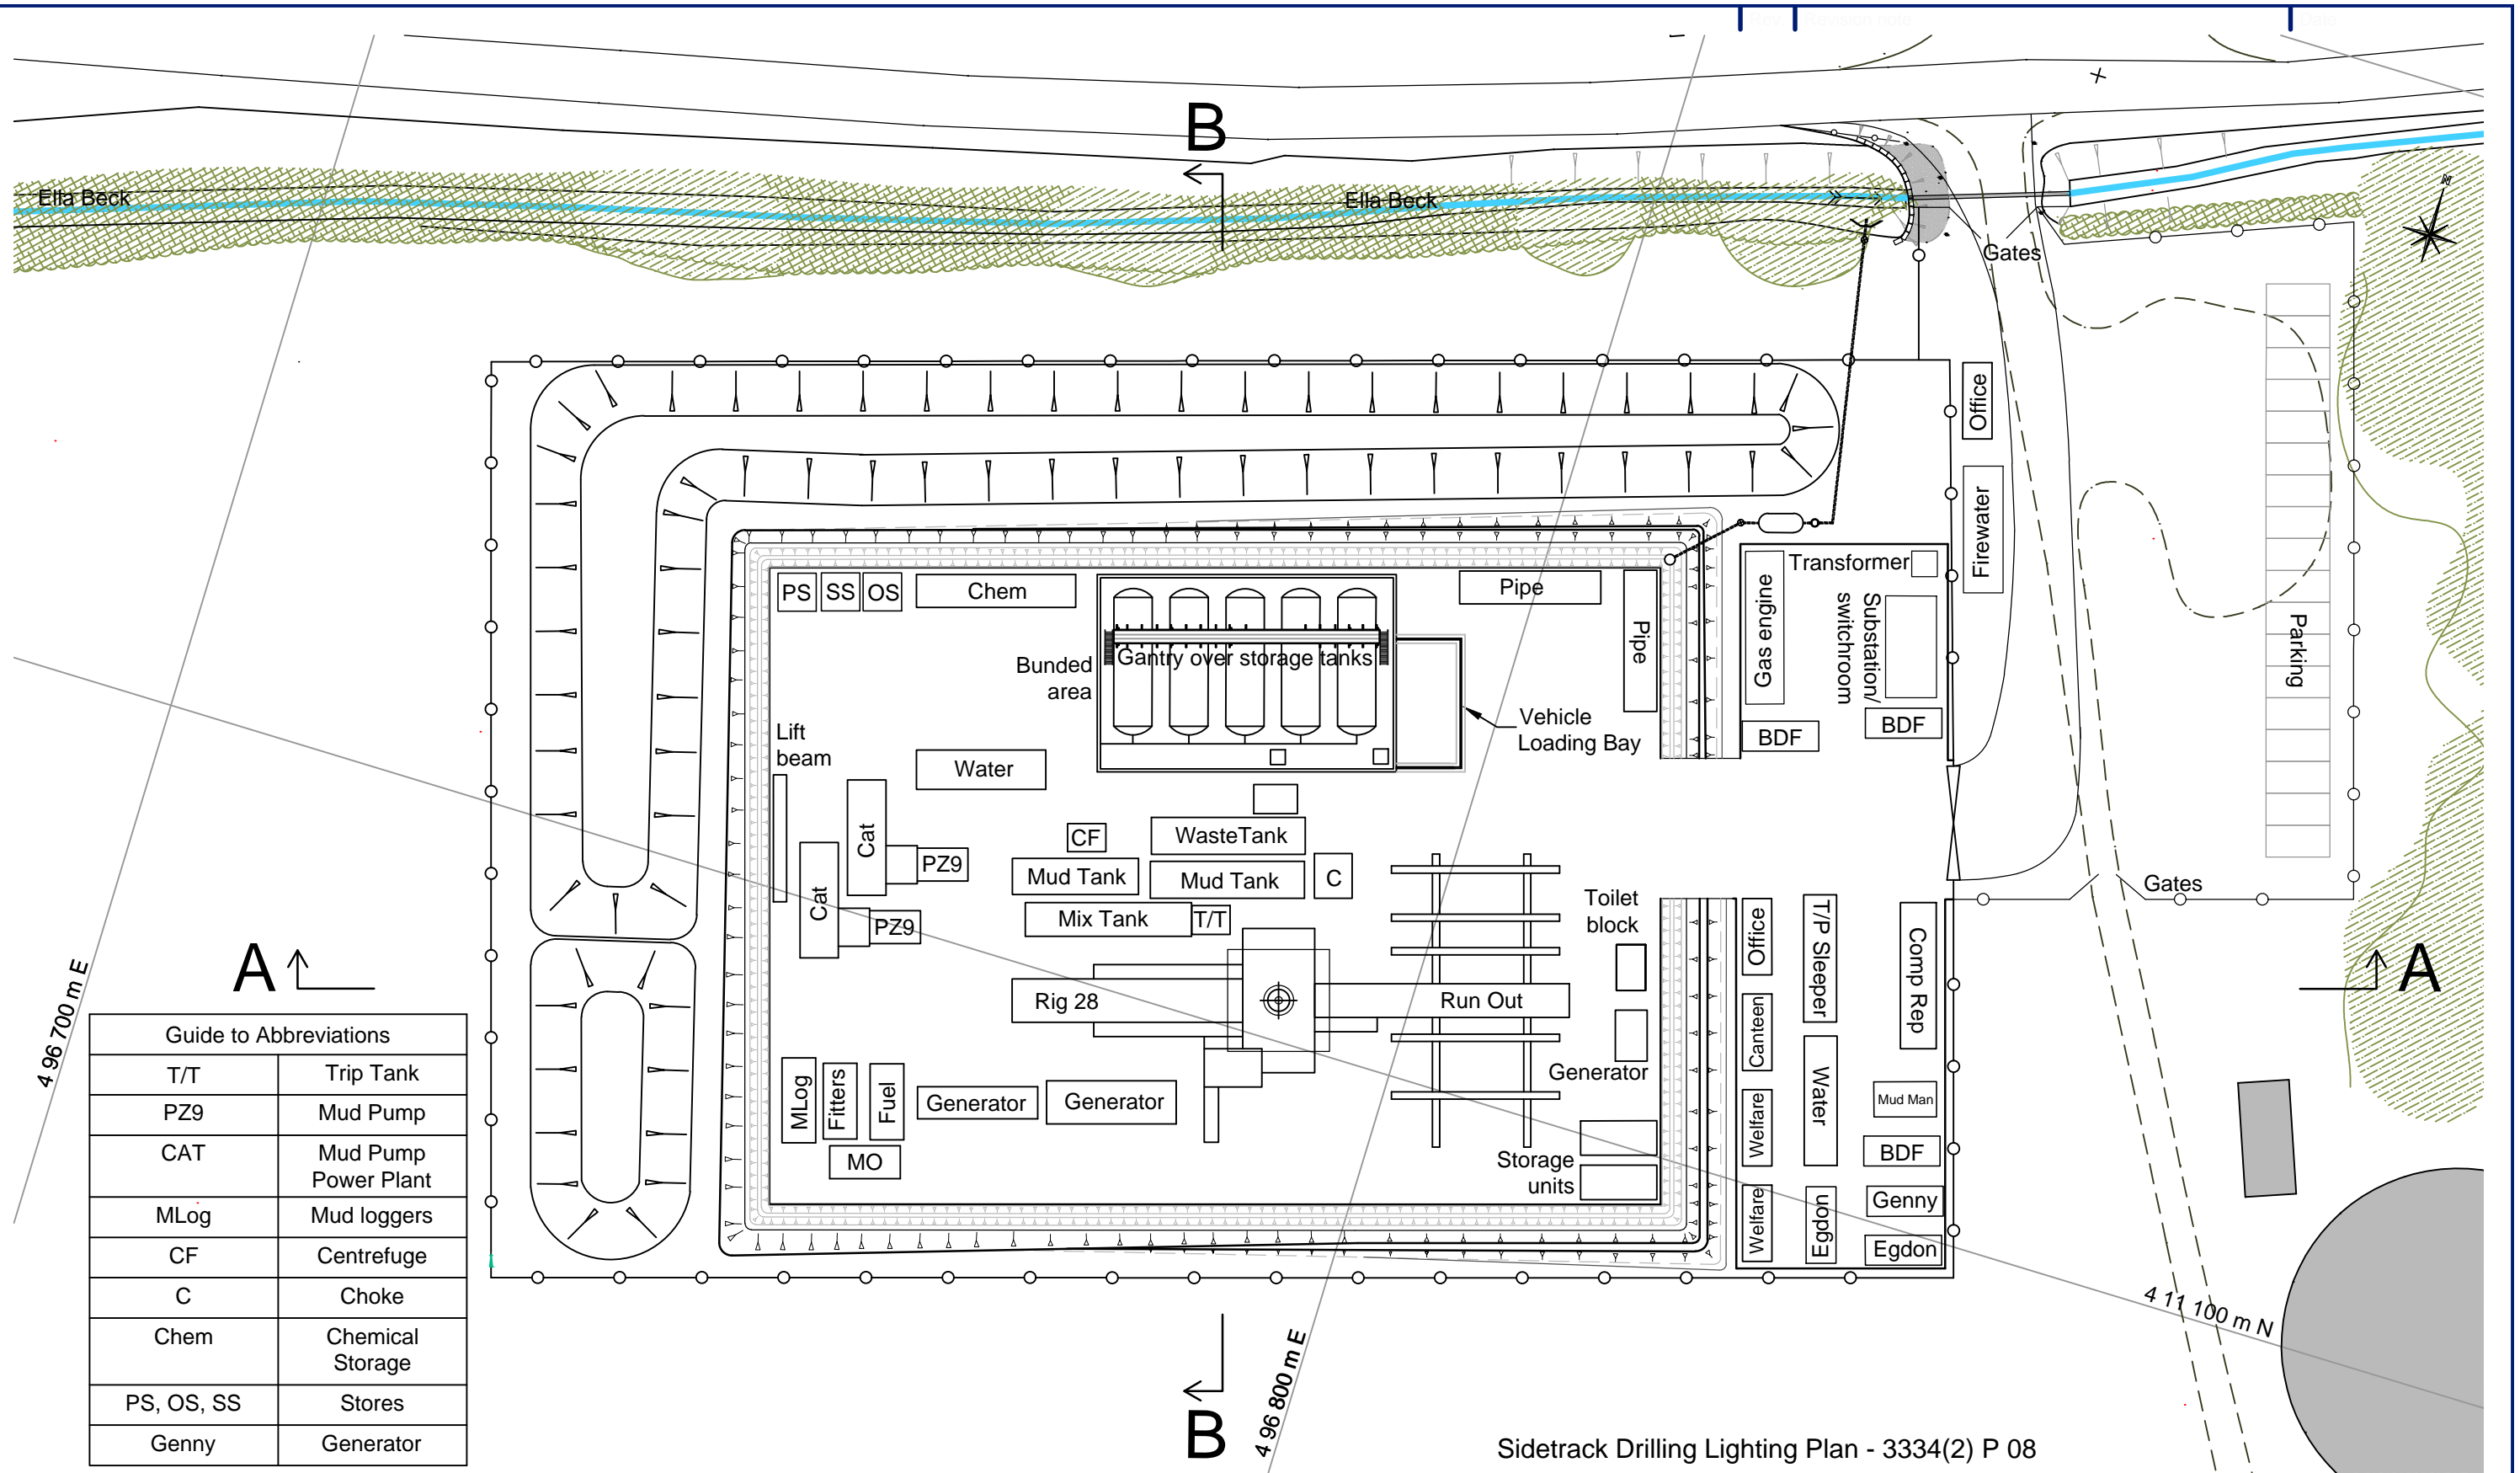 B
Ella Beck
Ella Beck
N
Gates
Office
Firewater
Transformer
Gas engine
Substation/
switchroom
PS
SS
OS
Chem
Pipe
Pipe
Gantry over storage tanks
Bunded
area
Parking
Vehicle
Loading Bay
BDF
BDF
Lift
beam
Water
Cat
Cat
PZ9
PZ9
CF
WasteTank
Mud Tank
Mud Tank
C
Mix Tank
T/T
Toilet
block
Gates
Office
T/P Sleeper
Comp Rep
A
A
Rig 28
Run Out
Canteen
Generator
MLog
Fitters
Fuel
Generator
Generator
Water
Mud Man
Welfare
BDF
MO
Storage
units
Welfare
Egdon
Genny
Egdon
4 96 700 m E
4 11 100 m N
4 96 800 m E
B
Guide to Abbreviations
T/T Trip Tank
PZ9 Mud Pump
CAT Mud Pump
Power Plant
MLog Mud loggers
CF Centrefuge
C Choke
Chem Chemical
Storage
PS, OS, SS Stores
Genny Generator
Sidetrack Drilling Lighting Plan - 3334(2) P 08